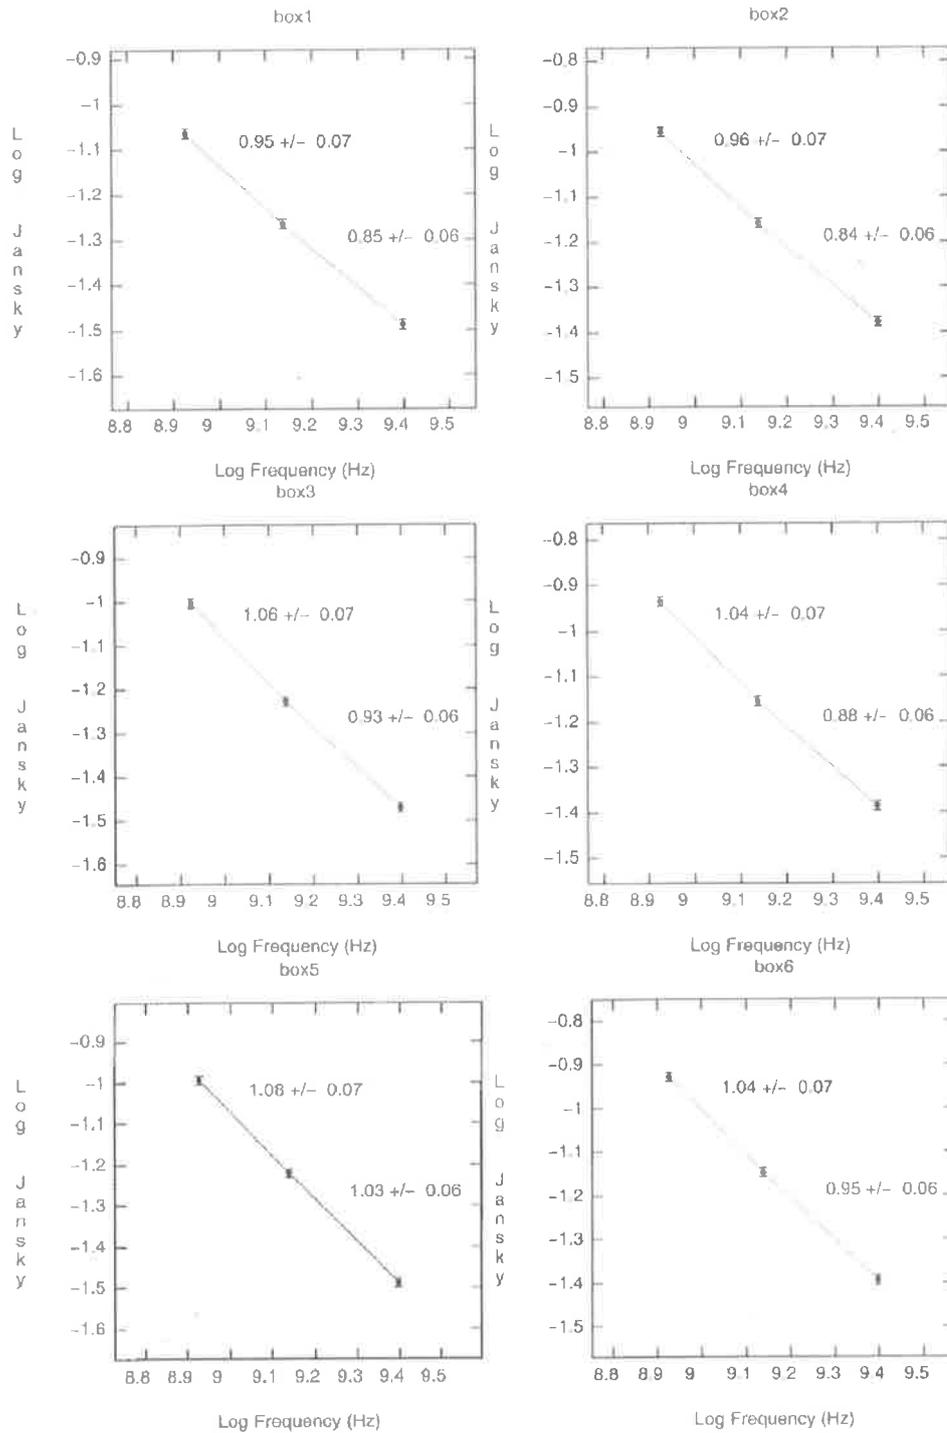 box1
Log Jansky
−0.9
−1
−1.1
−1.2
−1.3
−1.4
−1.5
−1.6
0.95 +/− 0.07
0.85 +/− 0.06
8.8 8.9 9 9.1 9.2 9.3 9.4 9.5
Log Frequency (Hz)
box2
Log Jansky
−0.8
−0.9
−1
−1.1
−1.2
−1.3
−1.4
−1.5
0.96 +/− 0.07
0.84 +/− 0.06
8.8 8.9 9 9.1 9.2 9.3 9.4 9.5
Log Frequency (Hz)
box3
Log Jansky
−0.9
−1
−1.1
−1.2
−1.3
−1.4
−1.5
−1.6
1.06 +/− 0.07
0.93 +/− 0.06
8.8 8.9 9 9.1 9.2 9.3 9.4 9.5
Log Frequency (Hz)
box4
Log Jansky
−0.8
−0.9
−1
−1.1
−1.2
−1.3
−1.4
−1.5
1.04 +/− 0.07
0.88 +/− 0.06
8.8 8.9 9 9.1 9.2 9.3 9.4 9.5
Log Frequency (Hz)
box5
Log Jansky
−0.9
−1
−1.1
−1.2
−1.3
−1.4
−1.5
−1.6
1.08 +/− 0.07
1.03 +/− 0.06
8.8 8.9 9 9.1 9.2 9.3 9.4 9.5
Log Frequency (Hz)
box6
Log Jansky
−0.8
−0.9
−1
−1.1
−1.2
−1.3
−1.4
−1.5
1.04 +/− 0.07
0.95 +/− 0.06
8.8 8.9 9 9.1 9.2 9.3 9.4 9.5
Log Frequency (Hz)